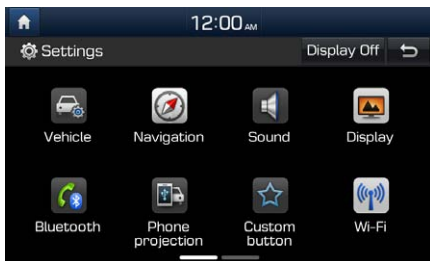 12:00 AM
Settings Display Off
Vehicle Navigation Sound Display
Bluetooth Phone projection Custom button Wi-Fi